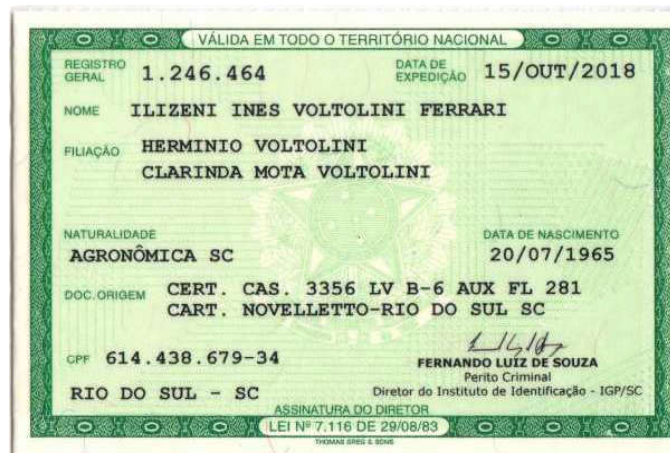 VÁLIDA EM TODO O TERRITÓRIO NACIONAL
REGISTRO GERAL 1.246.464 DATA DE EXPEDIÇÃO 15/OUT/2018
NOME ILIZENI INES VOLTOLINI FERRARI
FILIAÇÃO HERMINIO VOLTOLINI
CLARINDA MOTA VOLTOLINI
NATURALIDADE DATA DE NASCIMENTO
AGRONÔMICA SC 20/07/1965
DOC. ORIGEM CERT. CAS. 3356 LV B-6 AUX FL 281
CART. NOVELLETTO-RIO DO SUL SC
CPF 614.438.679-34
FERNANDO LUIZ DE SOUZA
Perito Criminal
RIO DO SUL - SC Diretor do Instituto de Identificação - IGP/SC
ASSINATURA DO DIRETOR
LEI Nº 7.116 DE 29/08/83
THOMAS GREG & SONS